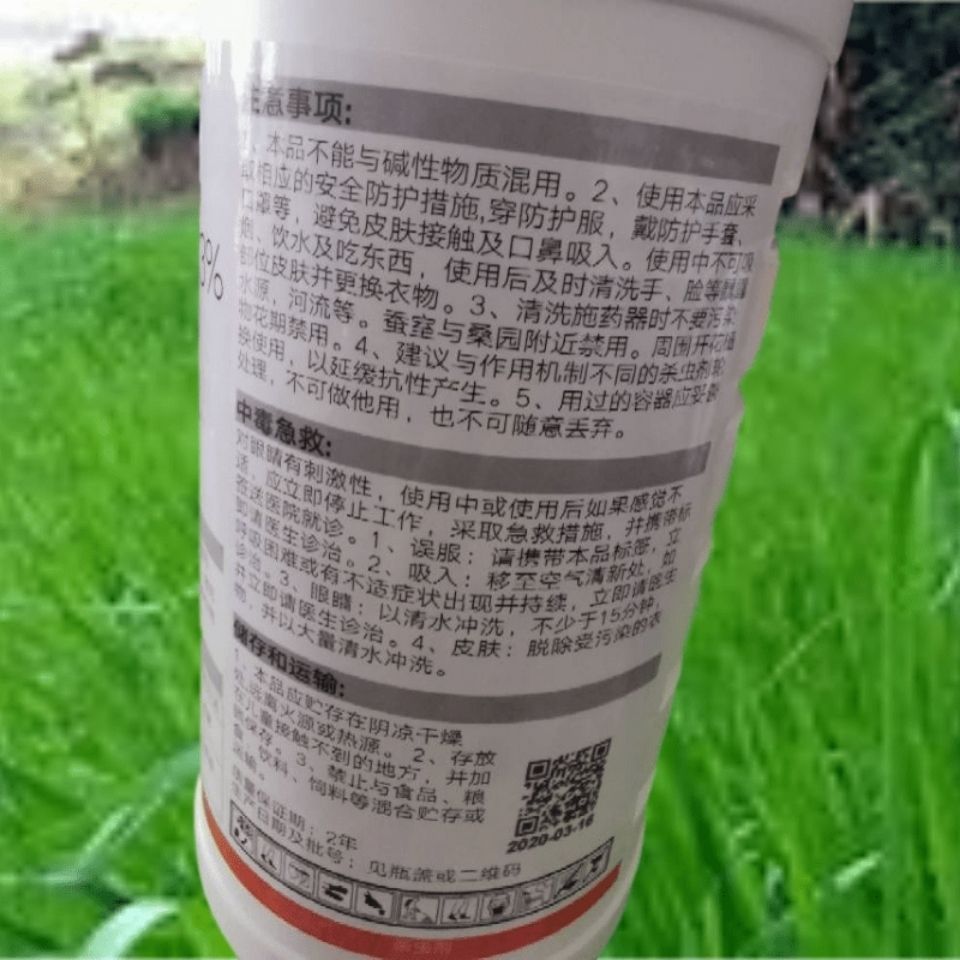 注意事项:
1、本品不能与碱性物质混用。2、使用本品应采
取相应的安全防护措施,穿防护服，戴防护手套、
口罩等，避免皮肤接触及口鼻吸入。使用中不可吸
烟、饮水及吃东西，使用后及时清洗手、脸等
部位皮肤并更换衣物。3、清洗施药器时不要污染
水源，河流等。蚕室与桑园附近禁用。周围开花植
物花期禁用。4、建议与作用机制不同的杀虫剂轮
换使用，以延缓抗性产生。5、用过的容器应妥善
处理，不可做他用，也不可随意丢弃。
3%
中毒急救:
对眼睛有刺激性，使用中或使用后如果感觉不
适，应立即停止工作，采取急救措施，并携带标
签送医院就诊。1、误服：请携带本品标签，立
即请医生诊治。2、吸入：移至空气清新处，如
呼吸困难或有不适症状出现并持续，立即请医生
诊治。3、眼睛：以清水冲洗，不少于15分钟，
并立即请医生诊治。4、皮肤：脱除受污染的衣
物，并以大量清水冲洗。
储存和运输:
1、本品应贮存在阴凉干燥
处,远离火源或热源。2、存放
在儿童接触不到的地方，并加
锁保存。3、禁止与食品、粮
食、饮料、饲料等混合贮存或
运输。
质量保证期：2年
生产日期及批号：见瓶盖或二维码
2020-03-16
杀虫剂